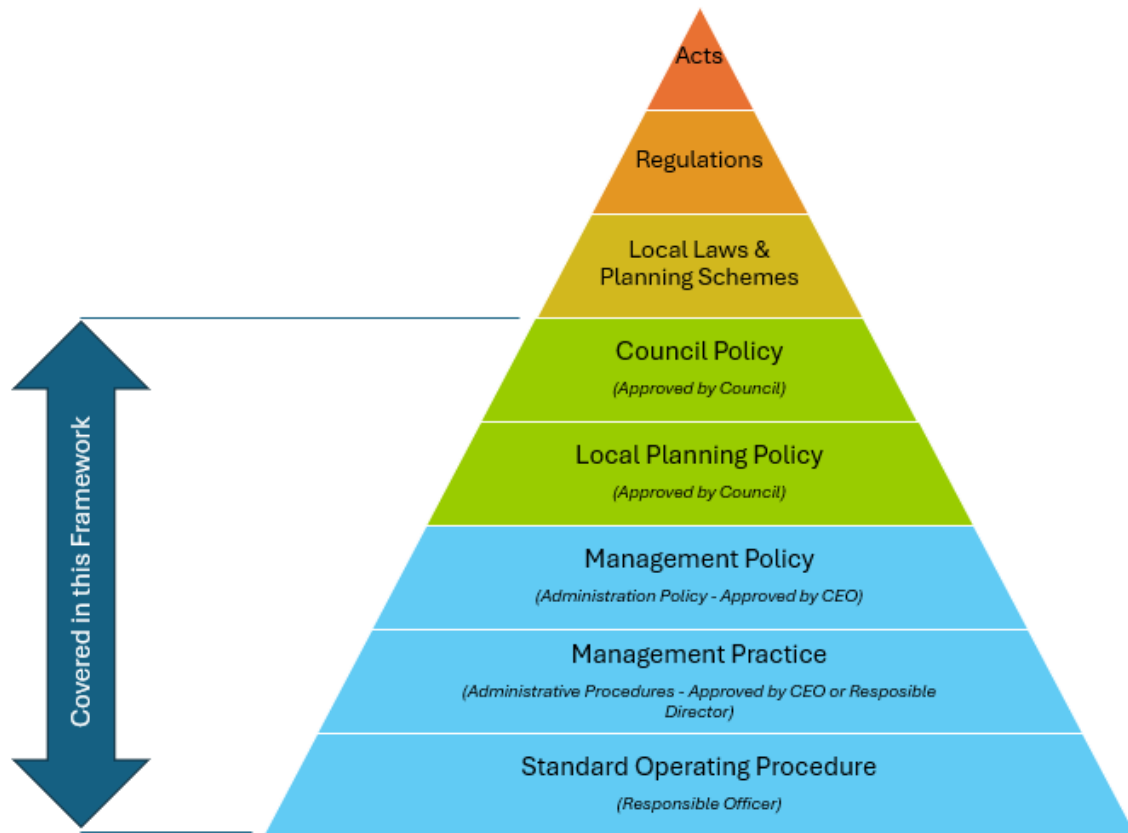 Acts
Regulations
Local Laws &
Planning Schemes
Council Policy
(Approved by Council)
Local Planning Policy
(Approved by Council)
Management Policy
(Administration Policy - Approved by CEO)
Management Practice
(Administrative Procedures - Approved by CEO or Resposible
Director)
Standard Operating Procedure
(Responsible Officer)
Covered in this Framework